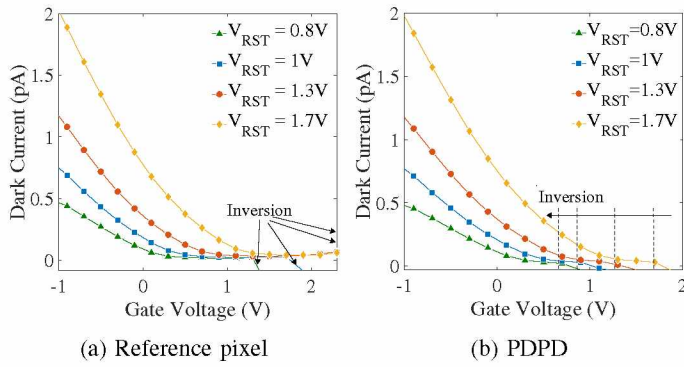 2
V_RST = 0.8V
V_RST = 1V
1.5
V_RST = 1.3V
V_RST = 1.7V
1
0.5
Inversion
0
-1 0 1 2
Dark Current (pA)
Gate Voltage (V)
(a) Reference pixel
2
V_RST=0.8V
V_RST=1V
1.5
V_RST=1.3V
V_RST=1.7V
1
Inversion
0.5
0
-1 0 1 2
Dark Current (pA)
Gate Voltage (V)
(b) PDPD